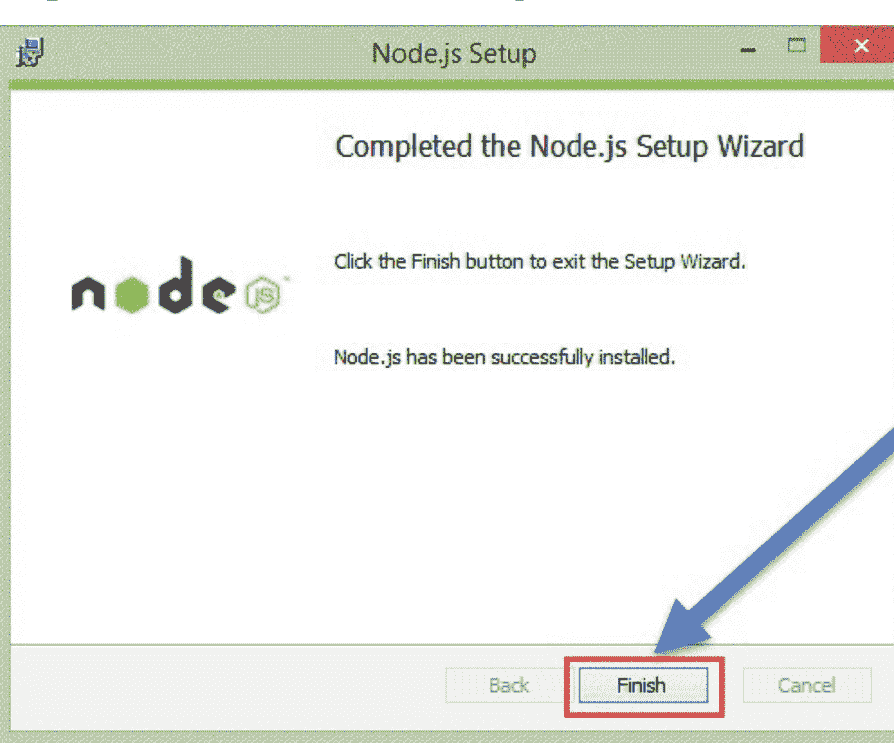 Node.js Setup
Completed the Node.js Setup Wizard
Click the Finish button to exit the Setup Wizard.
node JS
Node.js has been successfully installed.
Back Finish Cancel